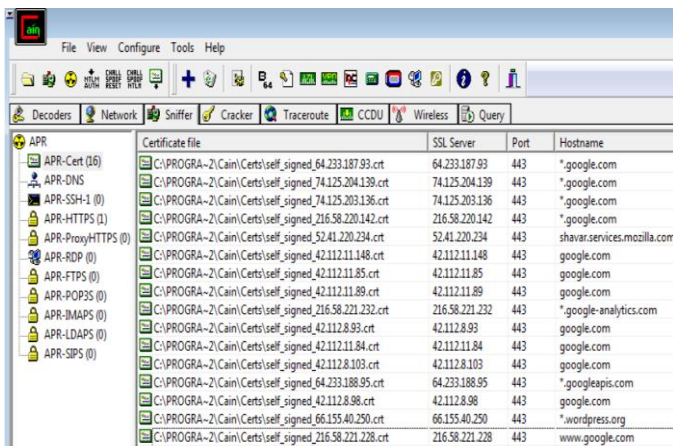 Cain
File View Configure Tools Help
NTLM AUTH CHALL SPOOF RESET CHALL SPOOF NTLM
B64
Decoders Network Sniffer Cracker Traceroute CCDU Wireless Query
APR
APR-Cert (16)
APR-DNS
APR-SSH-1 (0)
APR-HTTPS (1)
APR-ProxyHTTPS (0)
APR-RDP (0)
APR-FTPS (0)
APR-POP3S (0)
APR-IMAPS (0)
APR-LDAPS (0)
APR-SIPS (0)
Certificate file SSL Server Port Hostname
C:\PROGRA~2\Cain\Certs\self_signed_64.233.187.93.crt 64.233.187.93 443 *.google.com
C:\PROGRA~2\Cain\Certs\self_signed_74.125.204.139.crt 74.125.204.139 443 *.google.com
C:\PROGRA~2\Cain\Certs\self_signed_74.125.203.136.crt 74.125.203.136 443 *.google.com
C:\PROGRA~2\Cain\Certs\self_signed_216.58.220.142.crt 216.58.220.142 443 *.google.com
C:\PROGRA~2\Cain\Certs\self_signed_52.41.220.234.crt 52.41.220.234 443 shavar.services.mozilla.com
C:\PROGRA~2\Cain\Certs\self_signed_42.112.11.148.crt 42.112.11.148 443 google.com
C:\PROGRA~2\Cain\Certs\self_signed_42.112.11.85.crt 42.112.11.85 443 google.com
C:\PROGRA~2\Cain\Certs\self_signed_42.112.11.89.crt 42.112.11.89 443 google.com
C:\PROGRA~2\Cain\Certs\self_signed_216.58.221.232.crt 216.58.221.232 443 *.google-analytics.com
C:\PROGRA~2\Cain\Certs\self_signed_42.112.8.93.crt 42.112.8.93 443 google.com
C:\PROGRA~2\Cain\Certs\self_signed_42.112.11.84.crt 42.112.11.84 443 google.com
C:\PROGRA~2\Cain\Certs\self_signed_42.112.8.103.crt 42.112.8.103 443 google.com
C:\PROGRA~2\Cain\Certs\self_signed_64.233.188.95.crt 64.233.188.95 443 *.googleapis.com
C:\PROGRA~2\Cain\Certs\self_signed_42.112.8.98.crt 42.112.8.98 443 google.com
C:\PROGRA~2\Cain\Certs\self_signed_66.155.40.250.crt 66.155.40.250 443 *.wordpress.org
C:\PROGRA~2\Cain\Certs\self_signed_216.58.221.228.crt 216.58.221.228 443 www.google.com